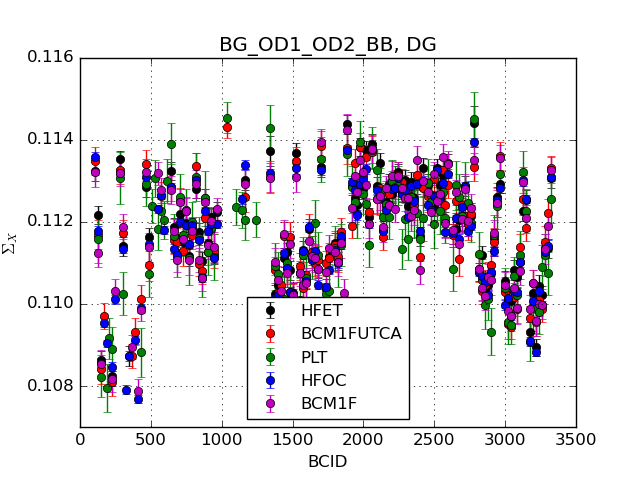 BG_OD1_OD2_BB, DG
0.116
0.114
0.112
0.110
0.108
Σ_X
HFET
BCM1FUTCA
PLT
HFOC
BCM1F
0 500 1000 1500 2000 2500 3000 3500
BCID